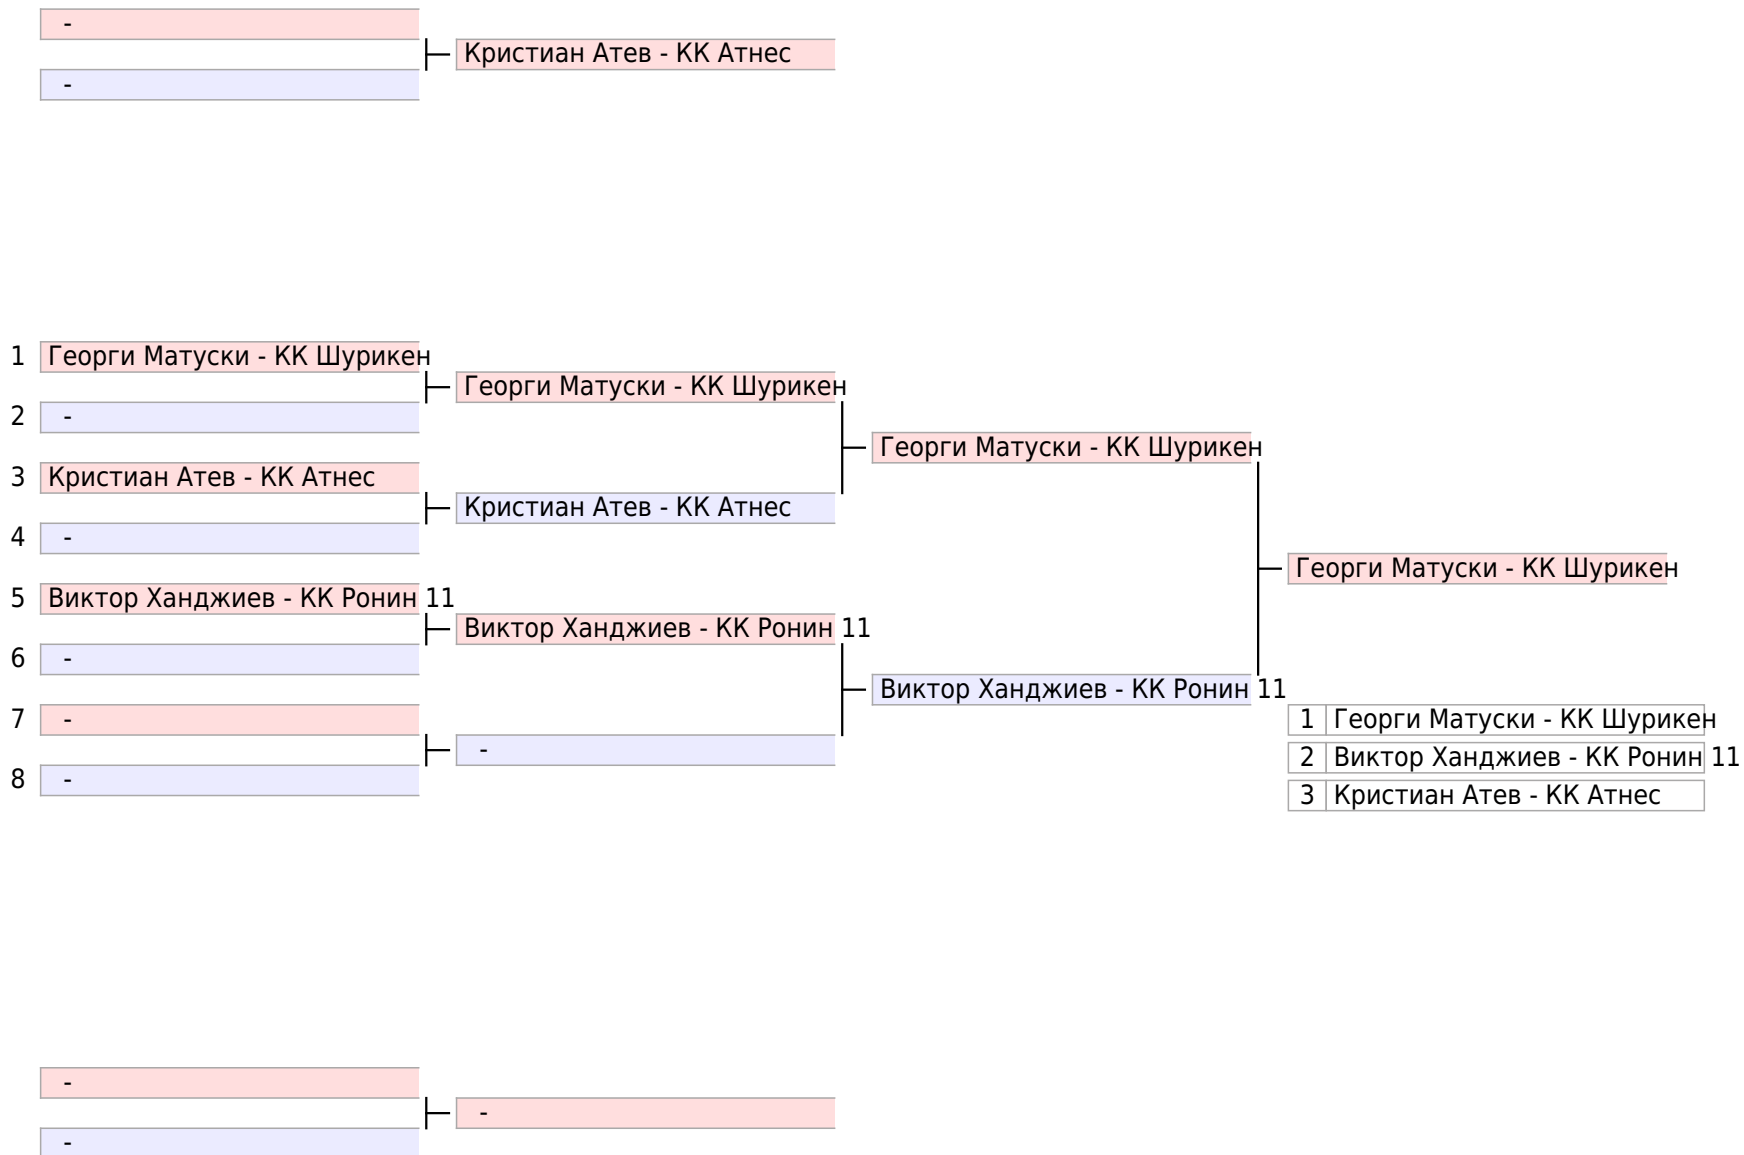 -
Кристиан Атев - КК Атнес
-
1 Георги Матуски - КК Шурикен
Георги Матуски - КК Шурикен
2 -
Георги Матуски - КК Шурикен
3 Кристиан Атев - КК Атнес
Кристиан Атев - КК Атнес
4 -
Георги Матуски - КК Шурикен
5 Виктор Ханджиев - КК Ронин 11
Виктор Ханджиев - КК Ронин 11
6 -
Виктор Ханджиев - КК Ронин 11
7 -
1 Георги Матуски - КК Шурикен
-
2 Виктор Ханджиев - КК Ронин 11
8 -
3 Кристиан Атев - КК Атнес
-
-
-